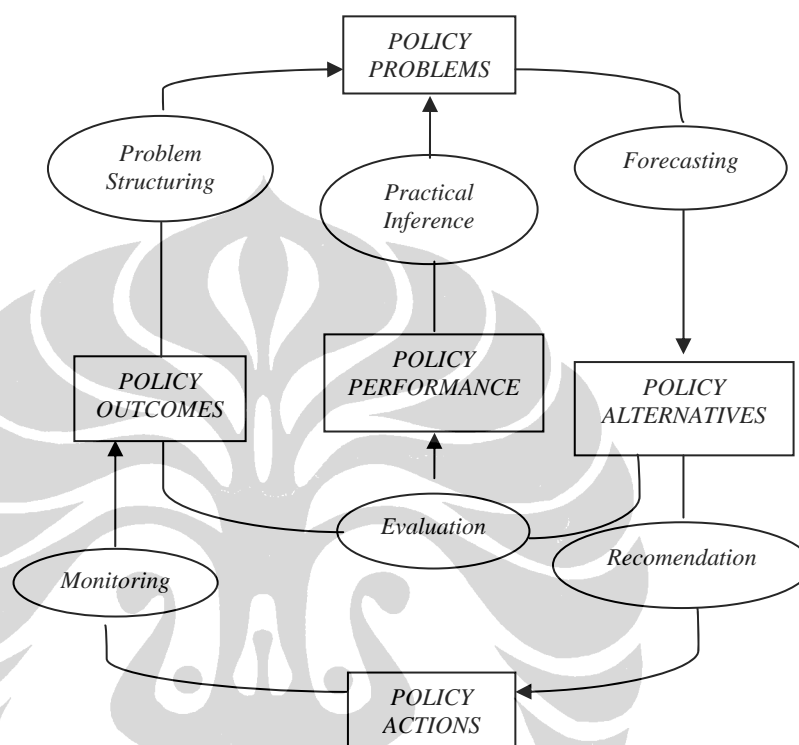 POLICY
PROBLEMS
Problem
Structuring
Practical
Inference
Forecasting
POLICY
OUTCOMES
POLICY
PERFORMANCE
POLICY
ALTERNATIVES
Evaluation
Recomendation
Monitoring
POLICY
ACTIONS